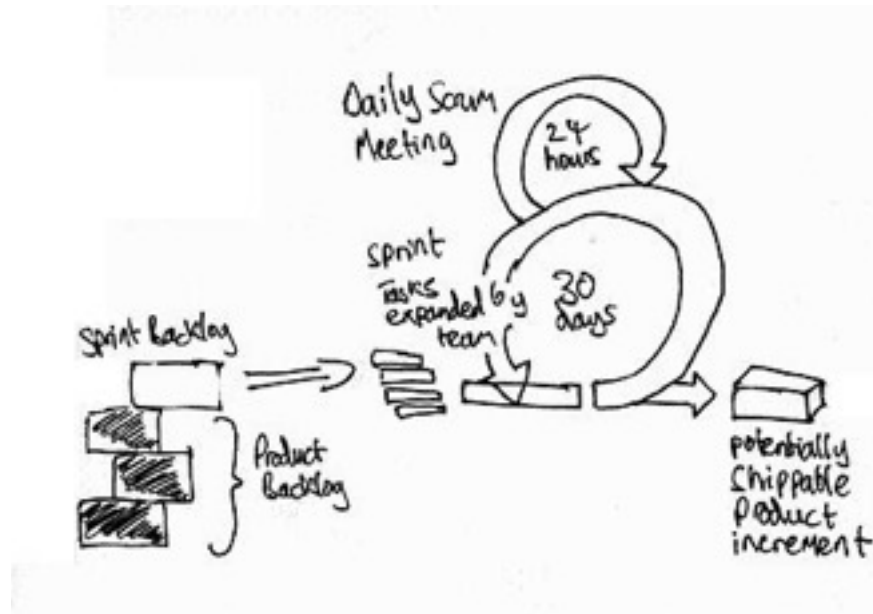 Daily Scrum
Meeting
24
hours
Sprint
Tasks
expanded by
team
30
days
Sprint Backlog
Product
Backlog
potentially
Shippable
Product
increment